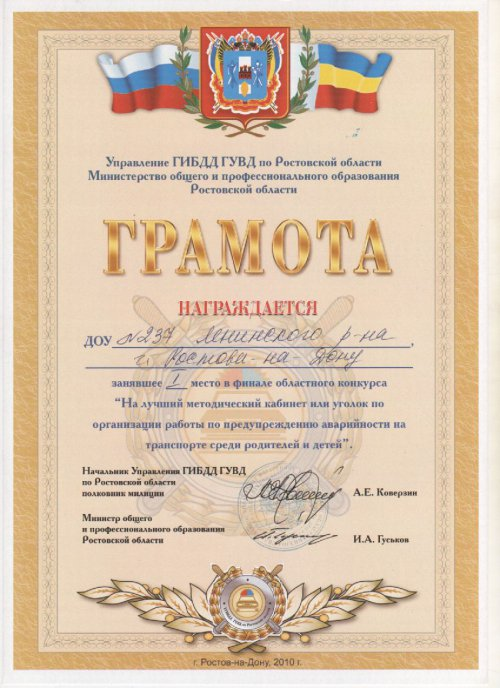 Управление ГИБДД ГУВД по Ростовской области
Министерство общего и профессионального образования
Ростовской области
ГРАМОТА
НАГРАЖДАЕТСЯ
ДОУ №237 Ленинского р-на,
г. Ростова-на-Дону
занявшее I место в финале областного конкурса
“На лучший методический кабинет или уголок по
организации работы по предупреждению аварийности на
транспорте среди родителей и детей”.
Начальник Управления ГИБДД ГУВД
по Ростовской области
полковник милиции
А.Е. Коверзин
Министр общего
и профессионального образования
Ростовской области
И.А. Гуськов
г. Ростов-на-Дону, 2010 г.